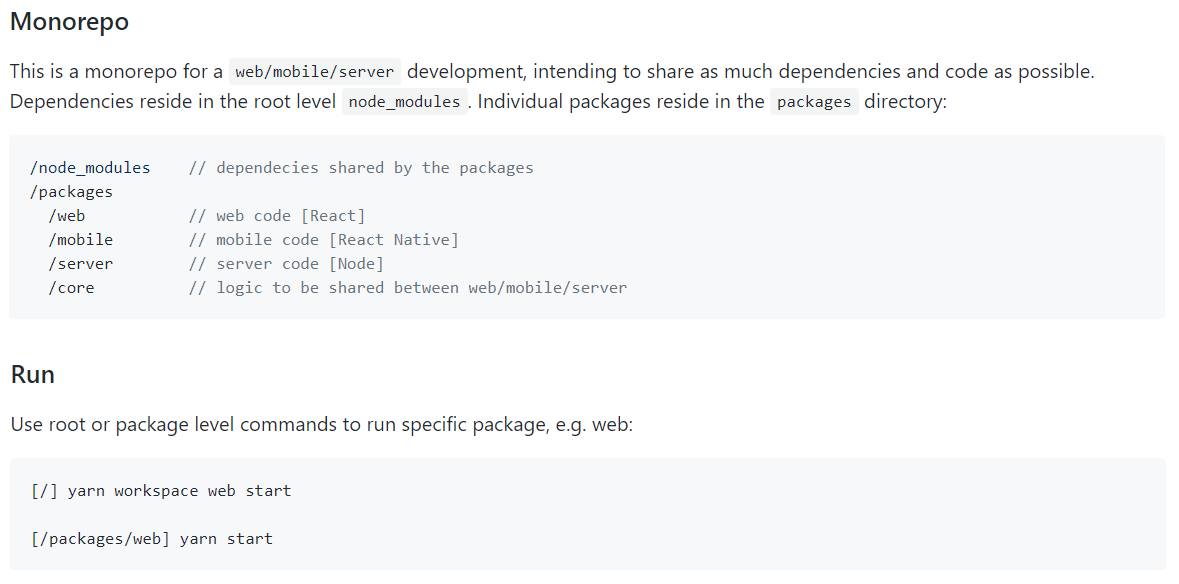 Monorepo
This is a monorepo for a web/mobile/server development, intending to share as much dependencies and code as possible.
Dependencies reside in the root level node_modules. Individual packages reside in the packages directory:
/node_modules    // dependecies shared by the packages
/packages
  /web           // web code [React]
  /mobile        // mobile code [React Native]
  /server        // server code [Node]
  /core          // logic to be shared between web/mobile/server
Run
Use root or package level commands to run specific package, e.g. web:
[/] yarn workspace web start
[/packages/web] yarn start